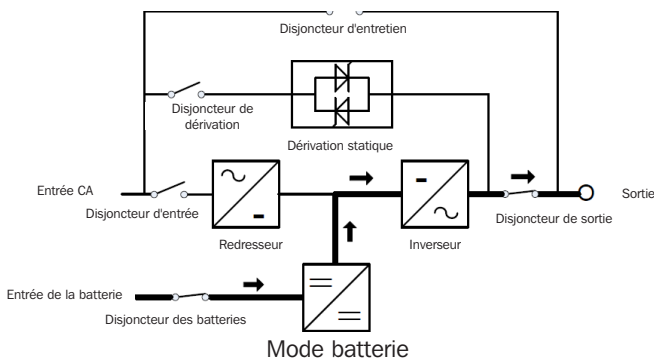 Disjoncteur d'entretien
Disjoncteur de
dérivation
Dérivation statique
Entrée CA
Sortie
Disjoncteur d'entrée
Disjoncteur de sortie
Redresseur
Inverseur
Entrée de la batterie
Disjoncteur des batteries
Mode batterie